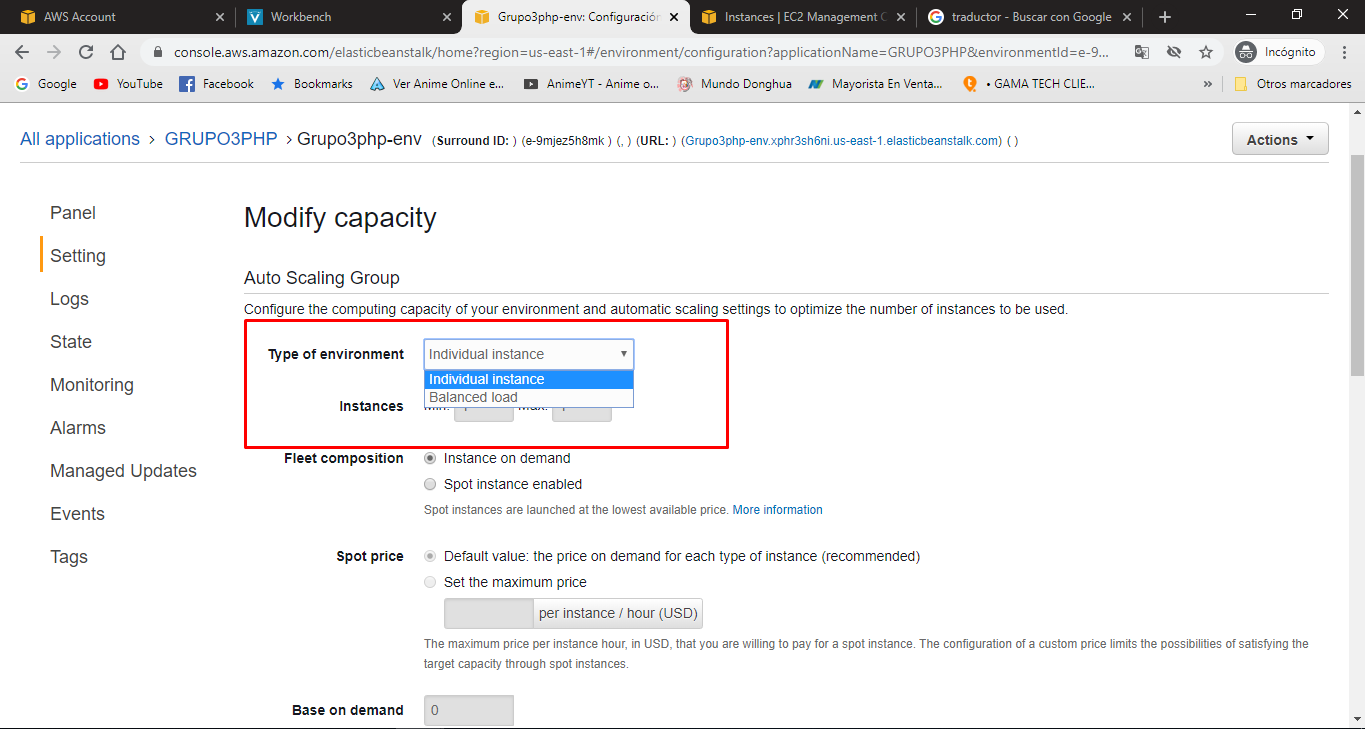 AWS Account
Workbench
Grupo3php-env: Configuración
Instances | EC2 Management C
traductor - Buscar con Google
console.aws.amazon.com/elasticbeanstalk/home?region=us-east-1#/environment/configuration?applicationName=GRUPO3PHP&environmentId=e-9...
Incógnito
Google
YouTube
Facebook
Bookmarks
Ver Anime Online e...
AnimeYT - Anime o...
Mundo Donghua
Mayorista En Venta...
• GAMA TECH CLIE...
»
Otros marcadores
All applications › GRUPO3PHP › Grupo3php-env (Surround ID: ) (e-9mjez5h8mk ) (, ) (URL: ) (Grupo3php-env.xphr3sh6ni.us-east-1.elasticbeanstalk.com) ( )
Actions
Panel
Setting
Logs
State
Monitoring
Alarms
Managed Updates
Events
Tags
Modify capacity
Auto Scaling Group
Configure the computing capacity of your environment and automatic scaling settings to optimize the number of instances to be used.
Type of environment
Individual instance
Individual instance
Balanced load
Instances
Fleet composition
Instance on demand
Spot instance enabled
Spot instances are launched at the lowest available price. More information
Spot price
Default value: the price on demand for each type of instance (recommended)
Set the maximum price
per instance / hour (USD)
The maximum price per instance hour, in USD, that you are willing to pay for a spot instance. The configuration of a custom price limits the possibilities of satisfying the
target capacity through spot instances.
Base on demand
0